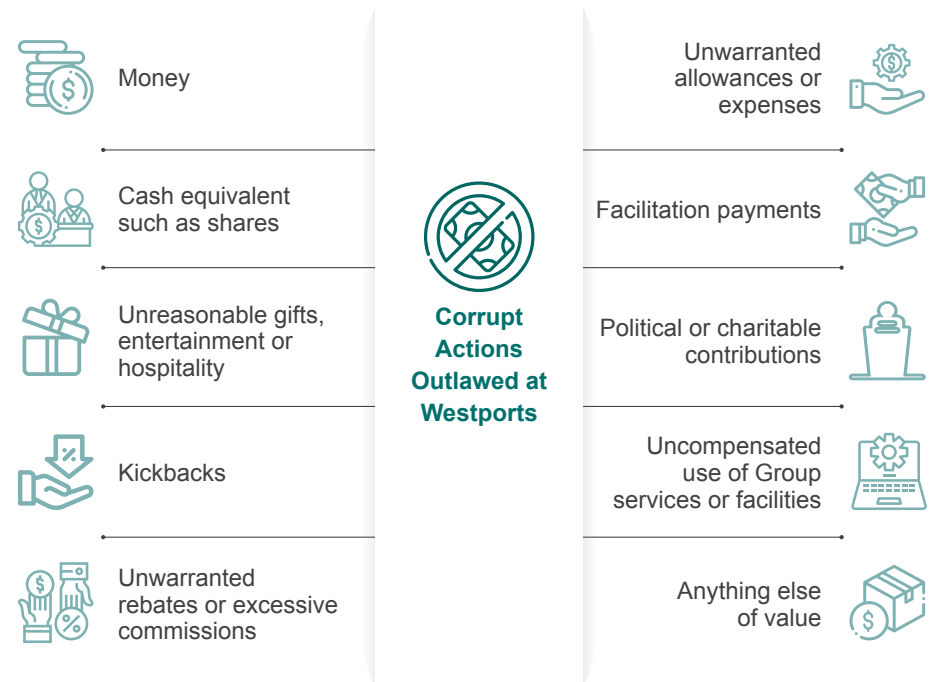 Money
Cash equivalent
such as shares
Unreasonable gifts,
entertainment or
hospitality
Kickbacks
Unwarranted
rebates or excessive
commissions
Corrupt
Actions
Outlawed at
Westports
Unwarranted
allowances or
expenses
Facilitation payments
Political or charitable
contributions
Uncompensated
use of Group
services or facilities
Anything else
of value